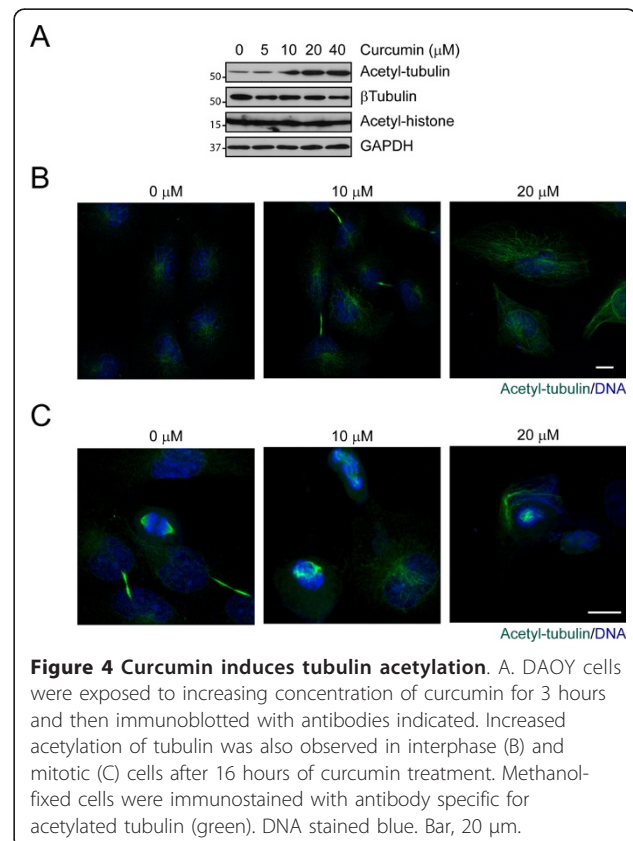 A
0 5 10 20 40 Curcumin (µM)
50 Acetyl-tubulin
50 βTubulin
15 Acetyl-histone
37 GAPDH
B
0 µM 10 µM 20 µM
Acetyl-tubulin/DNA
C
0 µM 10 µM 20 µM
Acetyl-tubulin/DNA
Figure 4 Curcumin induces tubulin acetylation. A. DAOY cells
were exposed to increasing concentration of curcumin for 3 hours
and then immunoblotted with antibodies indicated. Increased
acetylation of tubulin was also observed in interphase (B) and
mitotic (C) cells after 16 hours of curcumin treatment. Methanol-
fixed cells were immunostained with antibody specific for
acetylated tubulin (green). DNA stained blue. Bar, 20 µm.